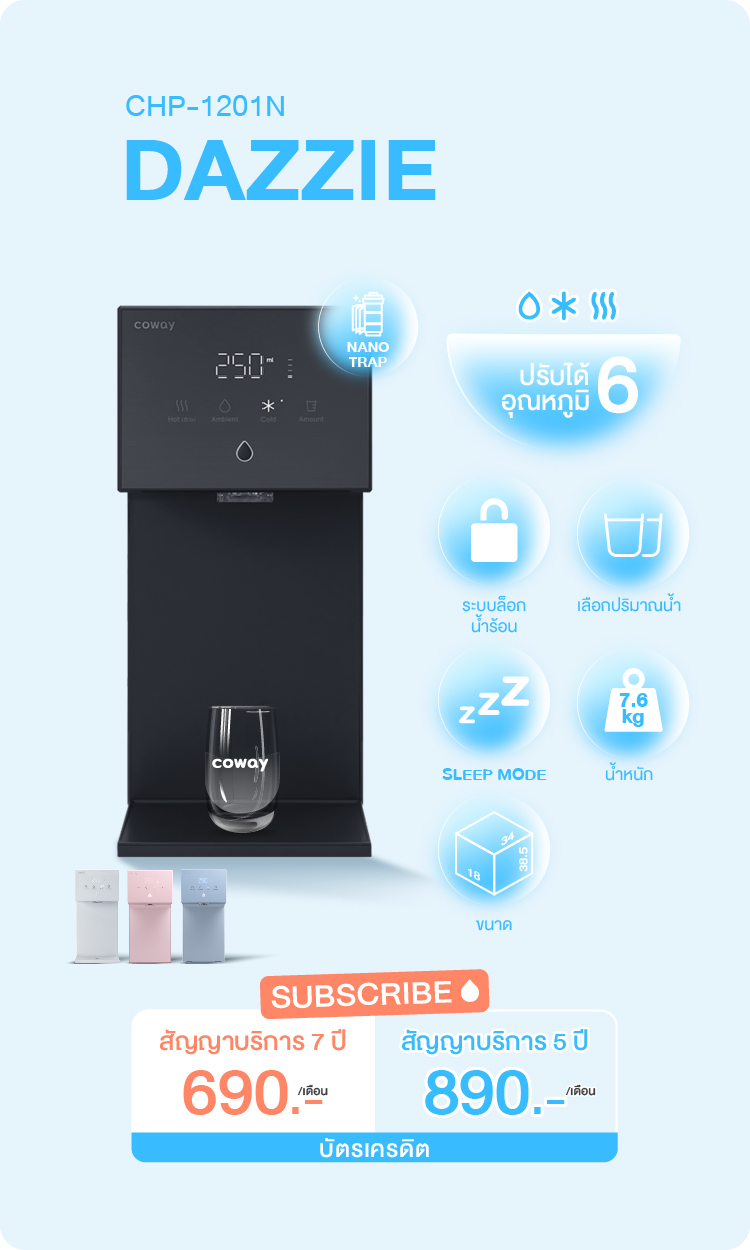 CHP-1201N
DAZZIE
coway
250 ml
Ambient
Cold
Amount
NANO
TRAP
ปรับได้
อุณหภูมิ 6
ระบบล็อก
น้ำร้อน
เลือกปริมาณน้ำ
zzZ
SLEEP MODE
7.6
kg
น้ำหนัก
coway
34
18
38.5
ขนาด
SUBSCRIBE
สัญญาบริการ 7 ปี
690.-/เดือน
สัญญาบริการ 5 ปี
890.-/เดือน
บัตรเครดิต